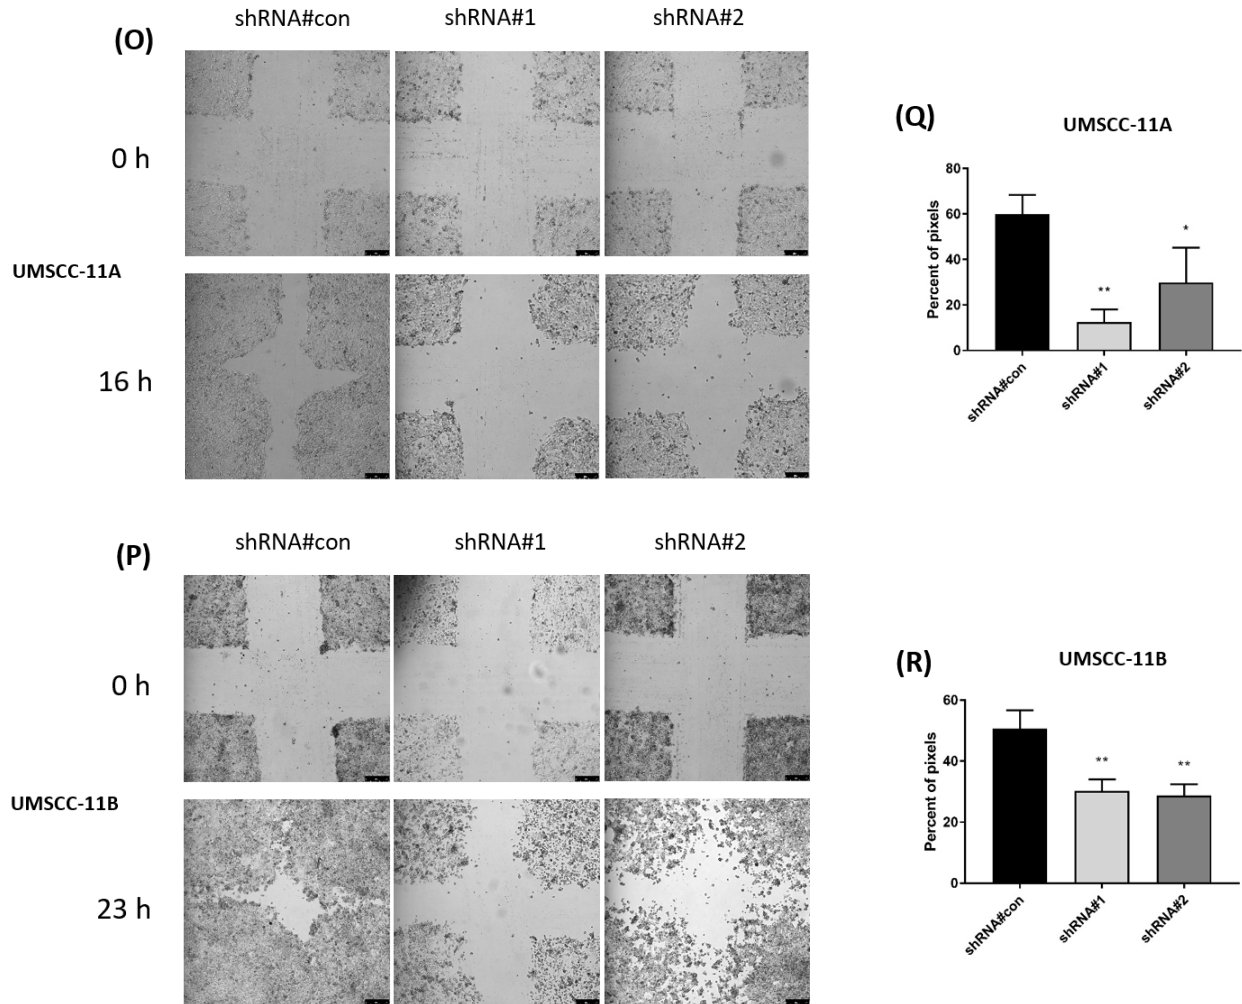 (O)
shRNA#con shRNA#1 shRNA#2
0 h
UMSCC-11A
16 h
(Q)
UMSCC-11A
Percent of pixels
80
60
40
20
0
**
*
shRNA#con
shRNA#1
shRNA#2
(P)
shRNA#con shRNA#1 shRNA#2
0 h
UMSCC-11B
23 h
(R)
UMSCC-11B
Percent of pixels
60
40
20
0
**
**
shRNA#con
shRNA#1
shRNA#2